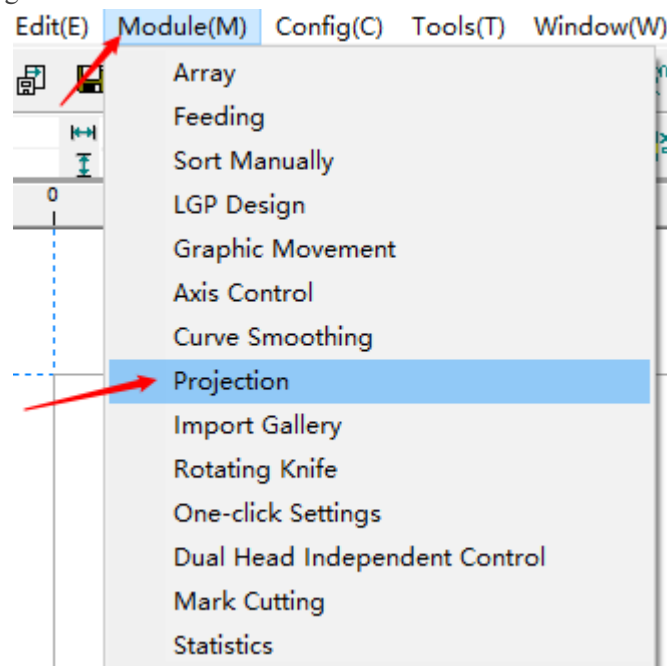 Edit(E) Module(M) Config(C) Tools(T) Window(W)
Array
Feeding
Sort Manually
0
LGP Design
Graphic Movement
Axis Control
Curve Smoothing
Projection
Import Gallery
Rotating Knife
One-click Settings
Dual Head Independent Control
Mark Cutting
Statistics